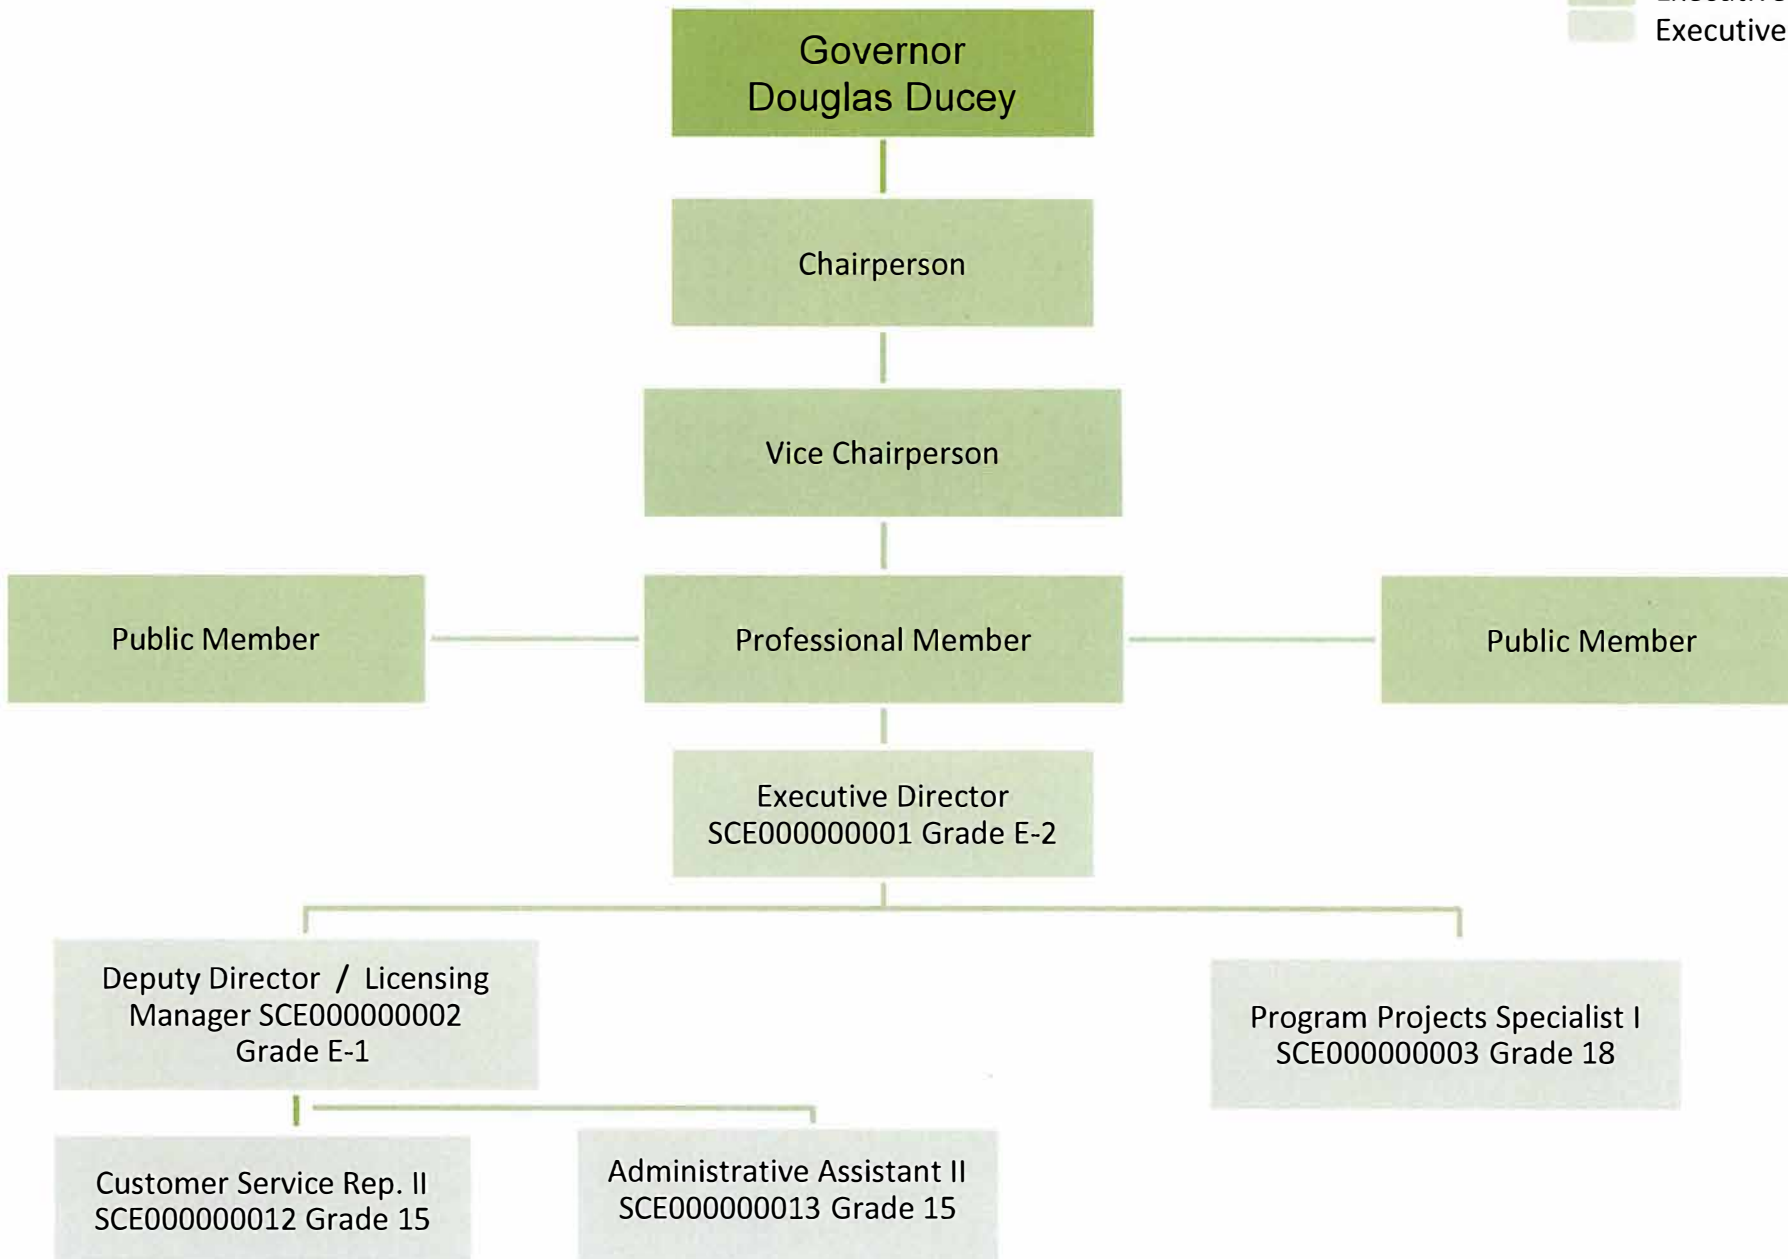 Executive
Governor
Douglas Ducey
Chairperson
Vice Chairperson
Public Member
Professional Member
Public Member
Executive Director
SCE000000001 Grade E-2
Deputy Director / Licensing
Manager SCE000000002
Grade E-1
Program Projects Specialist I
SCE000000003 Grade 18
Customer Service Rep. II
SCE000000012 Grade 15
Administrative Assistant II
SCE000000013 Grade 15